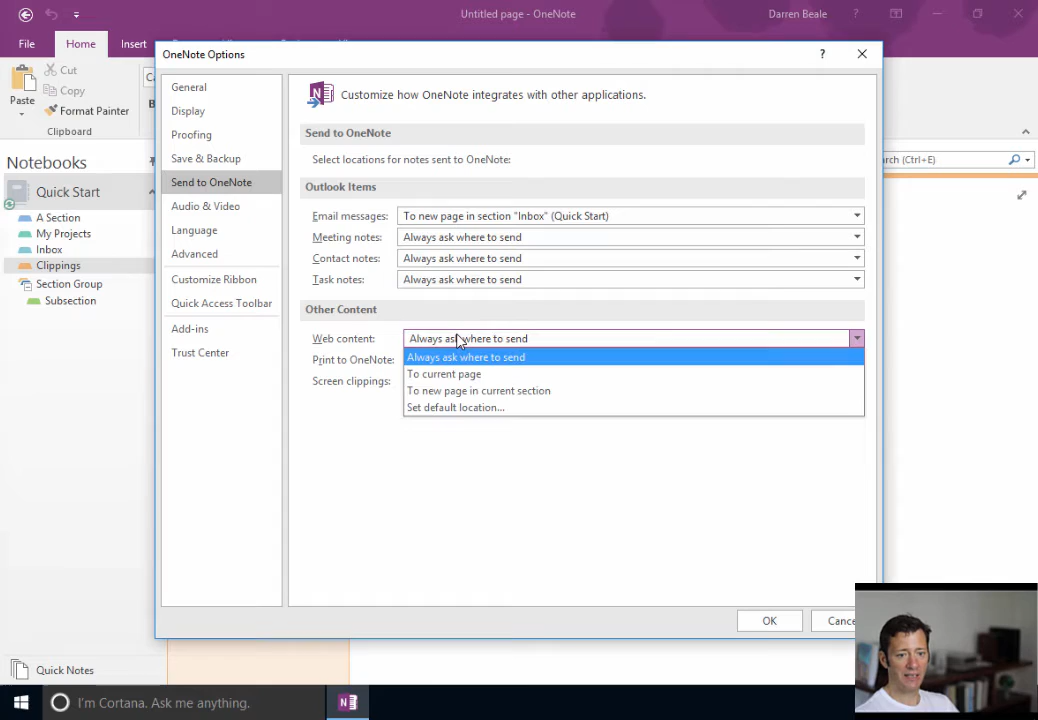 Untitled page - OneNote
Darren Beale
?
File
Home
Insert
OneNote Options
?
Cut
Copy
Paste
Format Painter
B
Clipboard
Notebooks
Quick Start
A Section
My Projects
Inbox
Clippings
Section Group
Subsection
Quick Notes
General
Display
Proofing
Save & Backup
Send to OneNote
Audio & Video
Language
Advanced
Customize Ribbon
Quick Access Toolbar
Add-ins
Trust Center
Customize how OneNote integrates with other applications.
Send to OneNote
Select locations for notes sent to OneNote:
Outlook Items
Email messages: To new page in section "Inbox" (Quick Start)
Meeting notes: Always ask where to send
Contact notes: Always ask where to send
Task notes: Always ask where to send
Other Content
Web content: Always ask where to send
Always ask where to send
Print to OneNote:
To current page
Screen clippings:
To new page in current section
Set default location...
OK
Cance
rch (Ctrl+E)
I'm Cortana. Ask me anything.